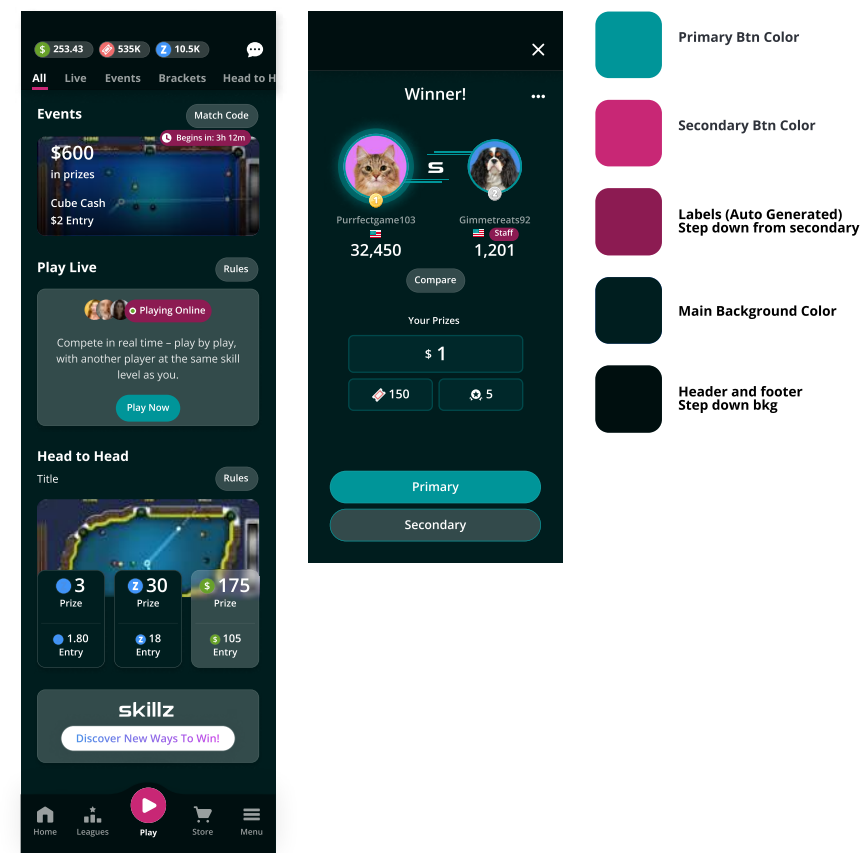 $ 253.43
535K
Z 10.5K
All
Live
Events
Brackets
Head to H
Events
Match Code
Begins in: 3h 12m
$600
in prizes
Cube Cash
$2 Entry
Play Live
Rules
Playing Online
Compete in real time – play by play,
with another player at the same skill
level as you.
Play Now
Head to Head
Title
Rules
3
Prize
1.80
Entry
Z 30
Prize
Z 18
Entry
$ 175
Prize
$ 105
Entry
skillz
Discover New Ways To Win!
Home
Leagues
Play
Store
Menu
Winner!
1
S
2
Purrfectgame103
32,450
Gimmetreats92
Staff
1,201
Compare
Your Prizes
$ 1
150
5
Primary
Secondary
Primary Btn Color
Secondary Btn Color
Labels (Auto Generated)
Step down from secondary
Main Background Color
Header and footer
Step down bkg